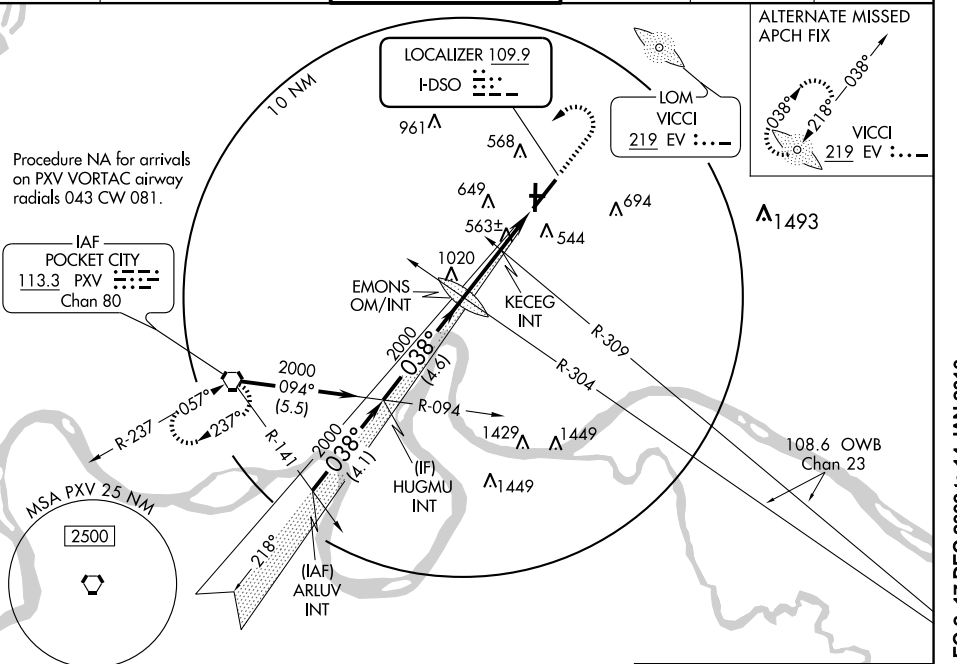 ALTERNATE MISSED
APCH FIX
038°
218°
038°
VICCI
219 EV
LOCALIZER 109.9
I-DSO
10 NM
LOM
VICCI
219 EV
961
568
649
694
563±
544
1493
1020
Procedure NA for arrivals
on PXV VORTAC airway
radials 043 CW 081.
IAF
POCKET CITY
113.3 PXV
Chan 80
EMONS
OM/INT
KECEG
INT
R-309
R-304
2000
038°
(4.6)
2000
094°
(5.5)
R-094
057°
237°
R-237
R-141
2000
038°
(4.1)
(IF)
HUGMU
INT
1429
1449
1449
108.6 OWB
Chan 23
MSA PXV 25 NM
2500
218°
(IAF)
ARLUV
INT